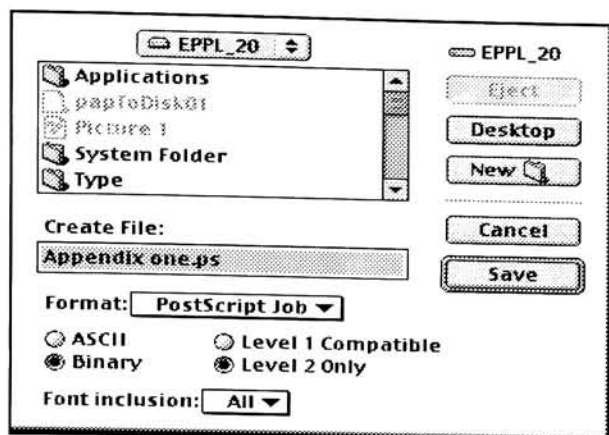 EPPL_20
EPPL_20
Applications
papToDisk01
Picture 1
System Folder
Type
Eject
Desktop
New
Create File:
Cancel
Appendix one.ps
Save
Format: PostScript Job
ASCII
Level 1 Compatible
Binary
Level 2 Only
Font inclusion: All